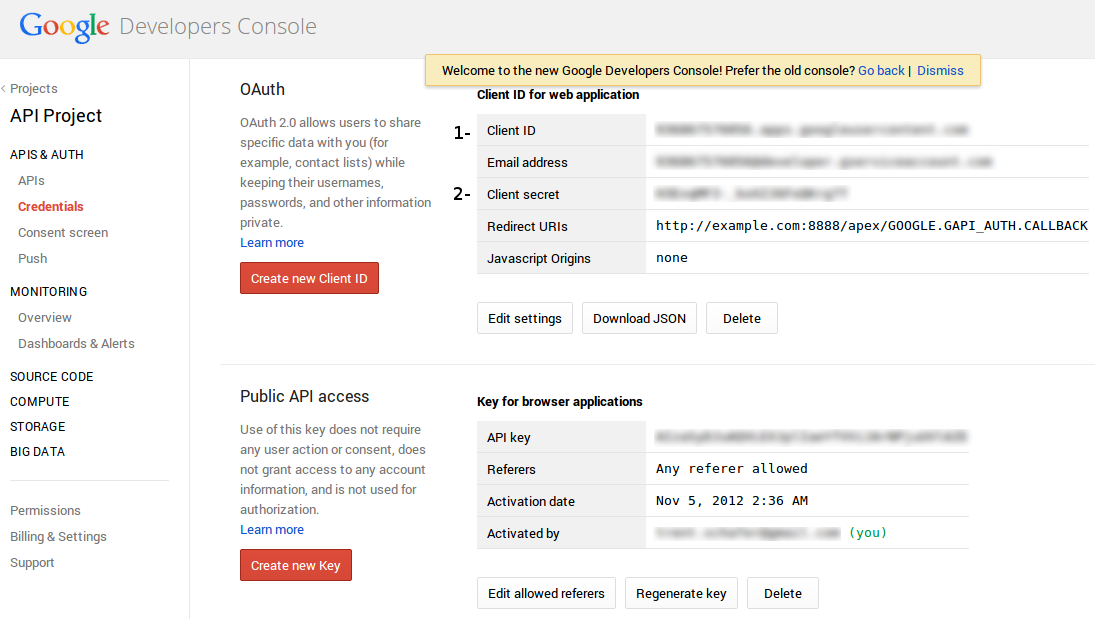 Google Developers Console
Welcome to the new Google Developers Console! Prefer the old console? Go back | Dismiss
‹ Projects
API Project
APIS & AUTH
APIs
Credentials
Consent screen
Push
MONITORING
Overview
Dashboards & Alerts
SOURCE CODE
COMPUTE
STORAGE
BIG DATA
Permissions
Billing & Settings
Support
OAuth
OAuth 2.0 allows users to share
specific data with you (for
example, contact lists) while
keeping their usernames,
passwords, and other information
private.
Learn more
Create new Client ID
Client ID for web application
1- Client ID
Email address
2- Client secret
Redirect URIs http://example.com:8888/apex/GOOGLE.GAPI_AUTH.CALLBACK
Javascript Origins none
Edit settings Download JSON Delete
Public API access
Use of this key does not require
any user action or consent, does
not grant access to any account
information, and is not used for
authorization.
Learn more
Create new Key
Key for browser applications
API key
Referers Any referer allowed
Activation date Nov 5, 2012 2:36 AM
Activated by (you)
Edit allowed referers Regenerate key Delete